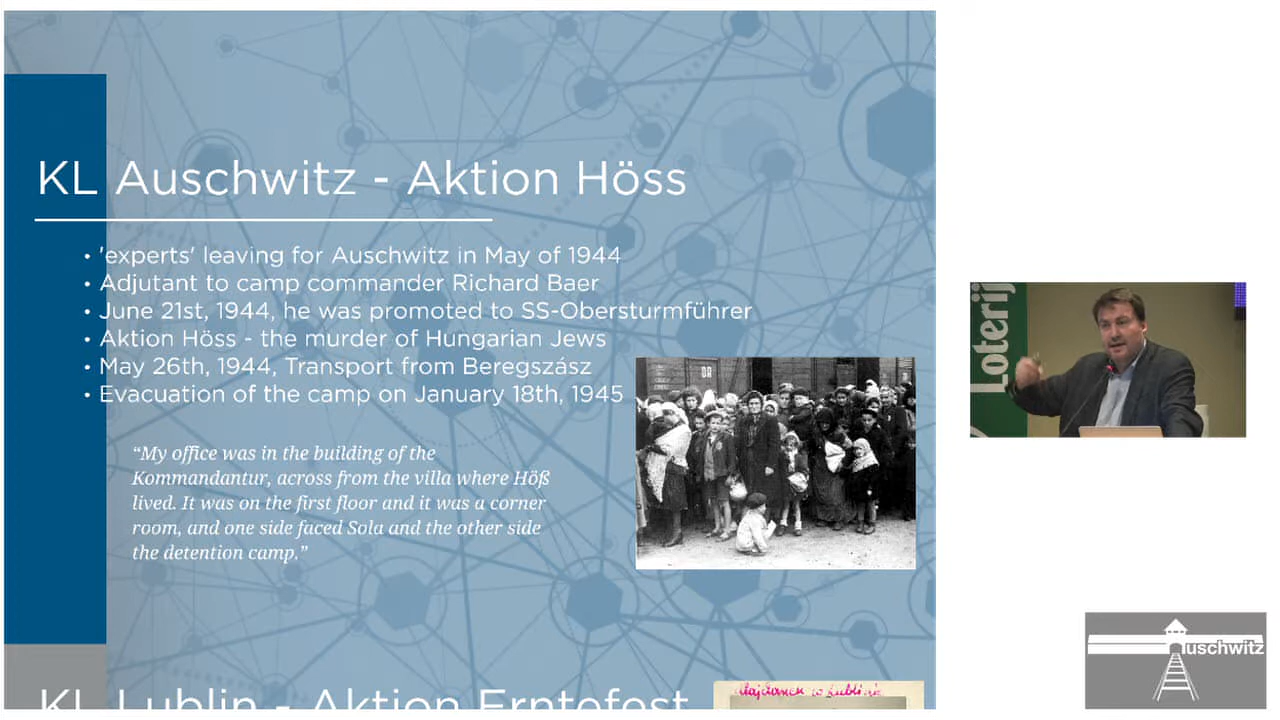 KL Auschwitz - Aktion Höss
• 'experts' leaving for Auschwitz in May of 1944
• Adjutant to camp commander Richard Baer
• June 21st, 1944, he was promoted to SS-Obersturmführer
• Aktion Höss - the murder of Hungarian Jews
• May 26th, 1944, Transport from Beregszász
• Evacuation of the camp on January 18th, 1945
“My office was in the building of the
Kommandantur, across from the villa where Höß
lived. It was on the first floor and it was a corner
room, and one side faced Sola and the other side
the detention camp.”
DR
Loterij
KL Lublin - Aktion Erntefest
Majdanek w Lublinie
auschwitz